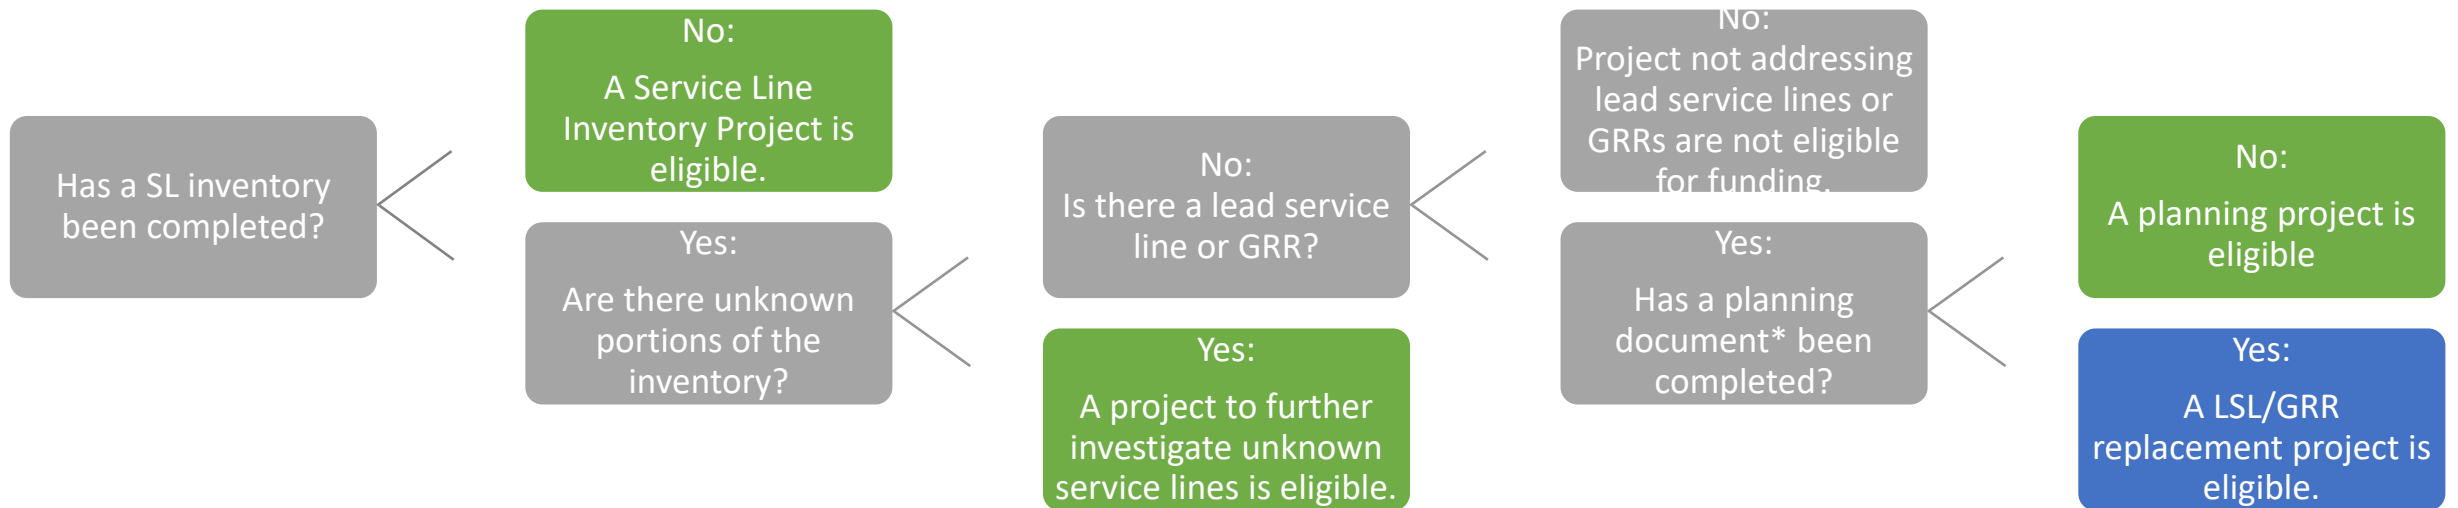 Has a SL inventory
been completed?
No:
A Service Line
Inventory Project is
eligible.
Yes:
Are there unknown
portions of the
inventory?
No:
Is there a lead service
line or GRR?
Yes:
A project to further
investigate unknown
service lines is eligible.
No:
Project not addressing
lead service lines or
GRRs are not eligible
for funding.
Yes:
Has a planning
document* been
completed?
No:
A planning project is
eligible
Yes:
A LSL/GRR
replacement project is
eligible.